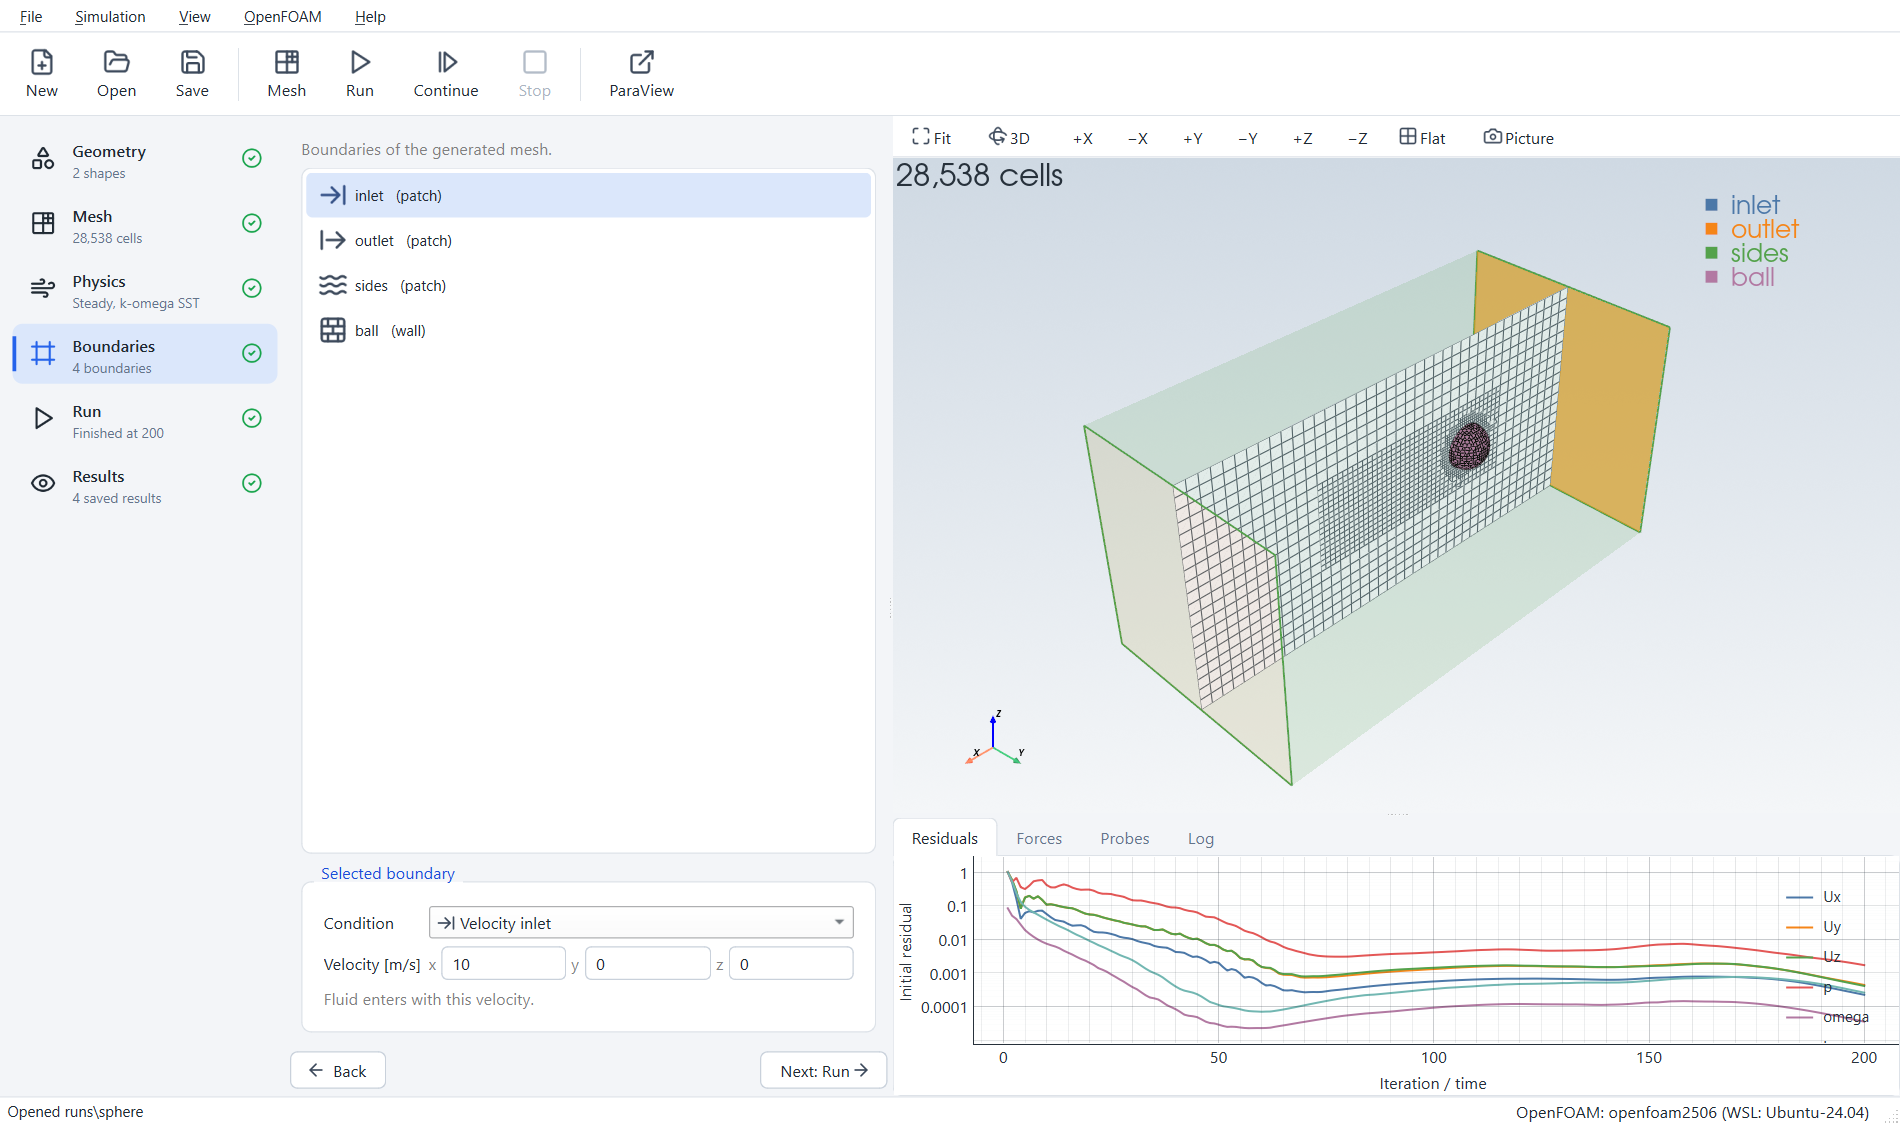 File Simulation View OpenFOAM Help
New Open Save Mesh Run Continue Stop ParaView
Geometry
2 shapes
Mesh
28,538 cells
Physics
Steady, k-omega SST
Boundaries
4 boundaries
Run
Finished at 200
Results
4 saved results
Boundaries of the generated mesh.
inlet (patch)
outlet (patch)
sides (patch)
ball (wall)
Selected boundary
Condition Velocity inlet
Velocity [m/s] x 10 y 0 z 0
Fluid enters with this velocity.
Back Next: Run
Fit 3D +X −X +Y −Y +Z −Z Flat Picture
28,538 cells
inlet
outlet
sides
ball
Z
X Y
Residuals Forces Probes Log
Initial residual
1
0.1
0.01
0.001
0.0001
Ux
Uy
Uz
p
omega
0 50 100 150 200
Iteration / time
Opened runs\sphere
OpenFOAM: openfoam2506 (WSL: Ubuntu-24.04)